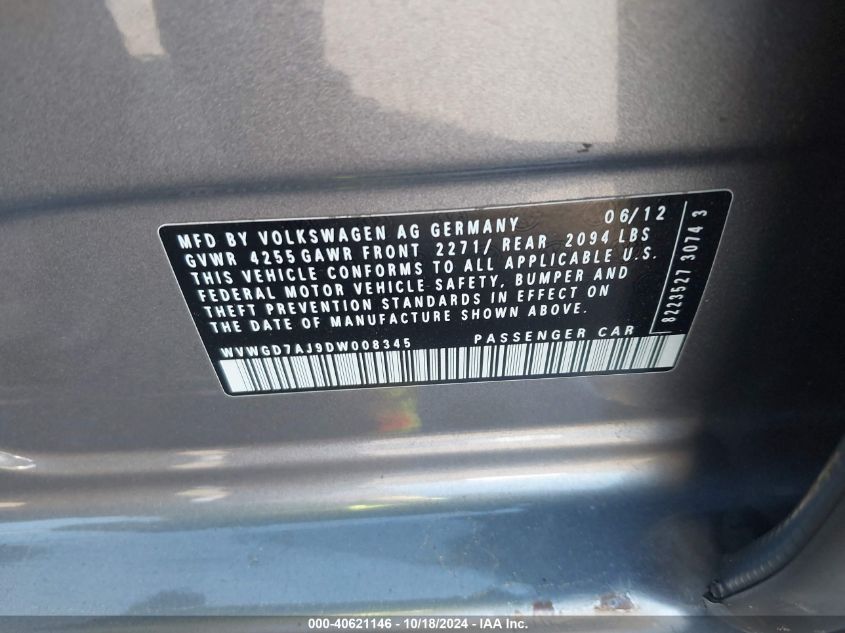 MFD BY VOLKSWAGEN AG GERMANY 06/12
GVWR 4255 GAWR FRONT 2271/ REAR 2094 LBS
THIS VEHICLE CONFORMS TO ALL APPLICABLE U.S.
FEDERAL MOTOR VEHICLE SAFETY, BUMPER AND
THEFT PREVENTION STANDARDS IN EFFECT ON
THE DATE OF MANUFACTURE SHOWN ABOVE.
WVWGD7AJ9DW008345 PASSENGER CAR
8223527 3074 3
000-40621146 - 10/18/2024 - IAA Inc.